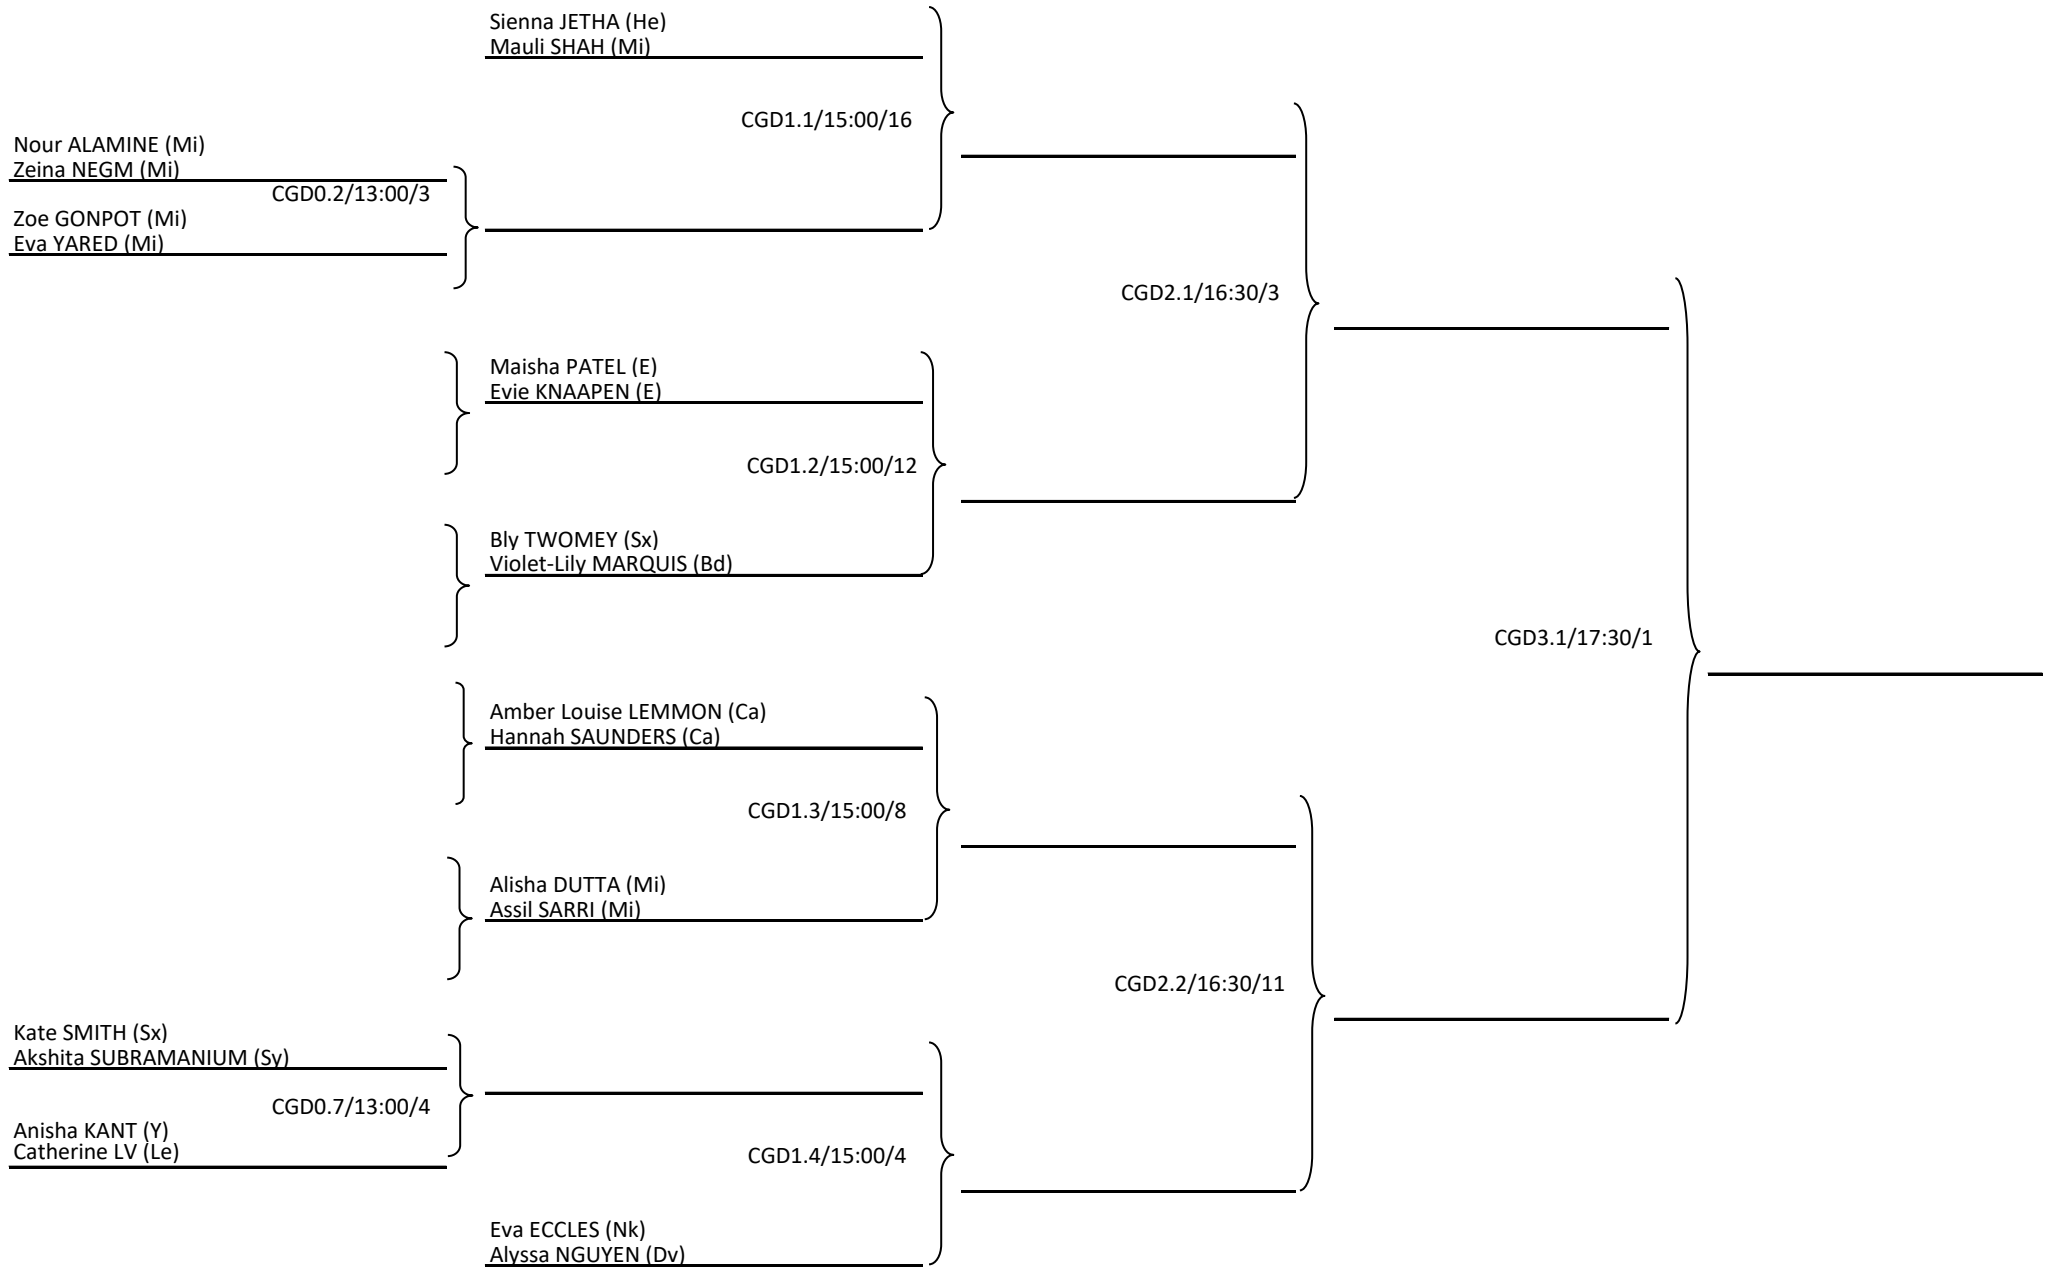 Sienna JETHA (He)
Mauli SHAH (Mi)
CGD1.1/15:00/16
Nour ALAMINE (Mi)
Zeina NEGM (Mi)
CGD0.2/13:00/3
Zoe GONPOT (Mi)
Eva YARED (Mi)
CGD2.1/16:30/3
Maisha PATEL (E)
Evie KNAAPEN (E)
CGD1.2/15:00/12
Bly TWOMEY (Sx)
Violet-Lily MARQUIS (Bd)
CGD3.1/17:30/1
Amber Louise LEMMON (Ca)
Hannah SAUNDERS (Ca)
CGD1.3/15:00/8
Alisha DUTTA (Mi)
Assil SARRI (Mi)
CGD2.2/16:30/11
Kate SMITH (Sx)
Akshita SUBRAMANIUM (Sy)
CGD0.7/13:00/4
Anisha KANT (Y)
Catherine LV (Le)
CGD1.4/15:00/4
Eva ECCLES (Nk)
Alyssa NGUYEN (Dv)